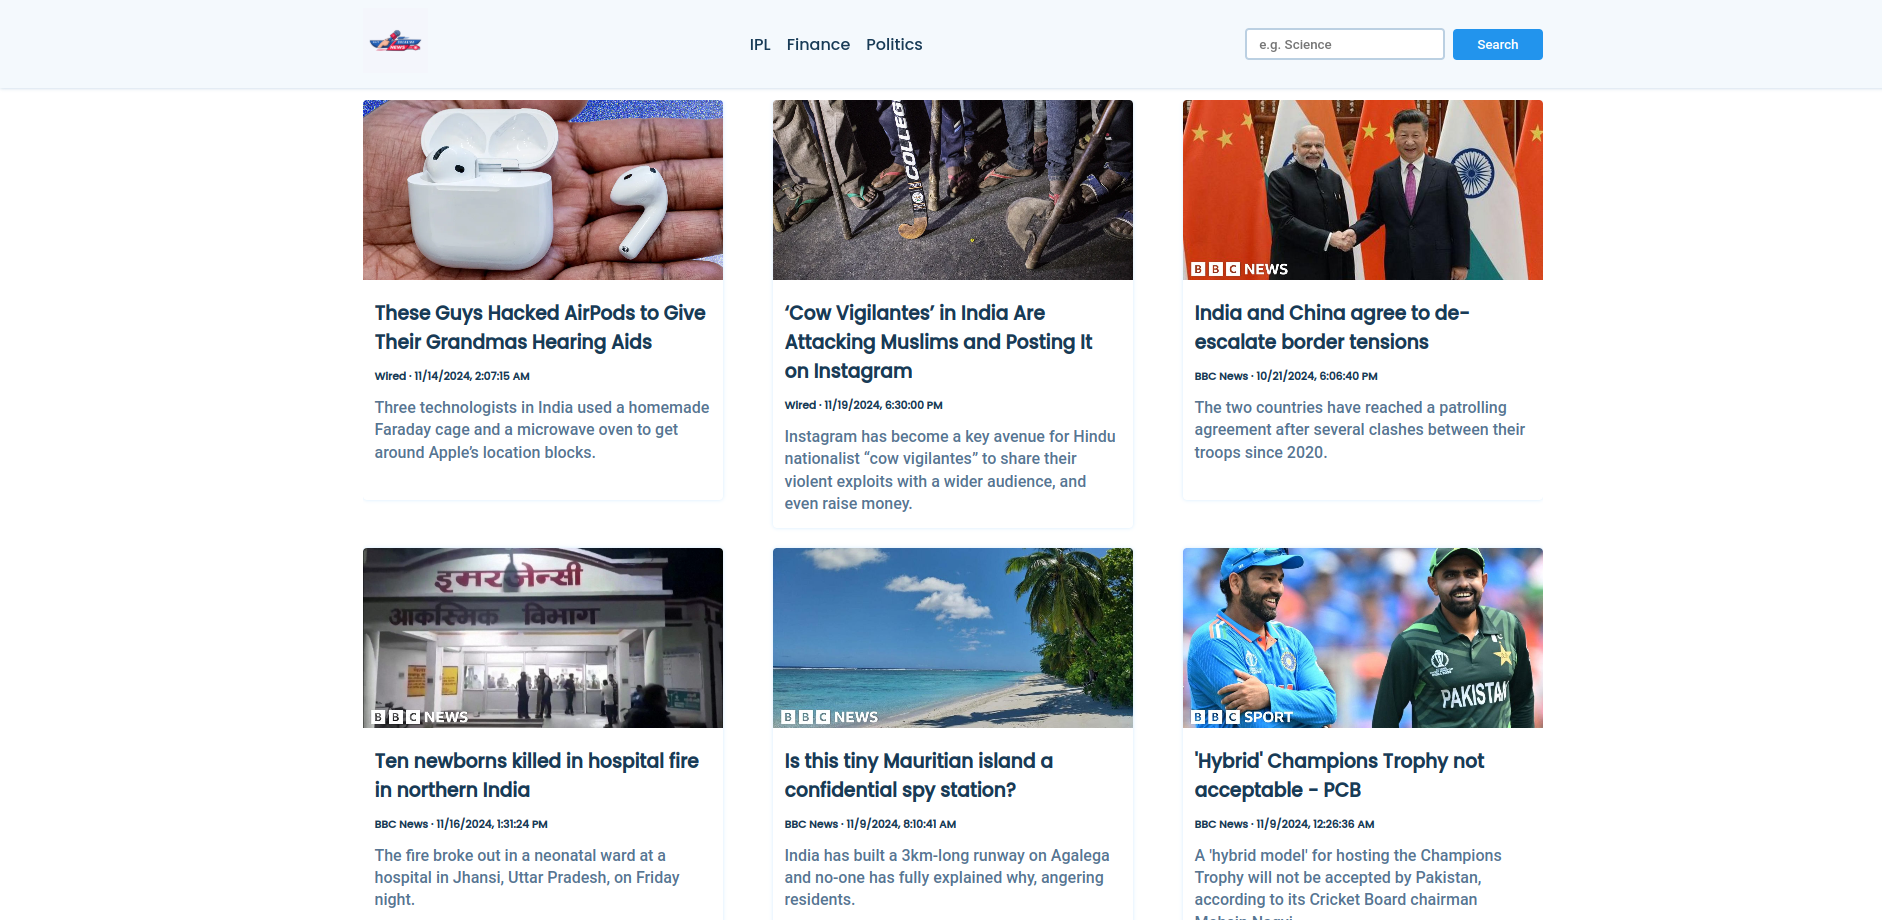 NEWS
IPL
Finance
Politics
e.g. Science
Search
COLLEG
BBC NEWS
These Guys Hacked AirPods to Give
Their Grandmas Hearing Aids
Wired · 11/14/2024, 2:07:15 AM
Three technologists in India used a homemade
Faraday cage and a microwave oven to get
around Apple’s location blocks.
‘Cow Vigilantes’ in India Are
Attacking Muslims and Posting It
on Instagram
Wired · 11/19/2024, 6:30:00 PM
Instagram has become a key avenue for Hindu
nationalist “cow vigilantes” to share their
violent exploits with a wider audience, and
even raise money.
India and China agree to de-
escalate border tensions
BBC News · 10/21/2024, 6:06:40 PM
The two countries have reached a patrolling
agreement after several clashes between their
troops since 2020.
इमरजेन्सी
आकस्मिक विभाग
BBC NEWS
BBC NEWS
PAKISTAN
BBC SPORT
Ten newborns killed in hospital fire
in northern India
BBC News · 11/16/2024, 1:31:24 PM
The fire broke out in a neonatal ward at a
hospital in Jhansi, Uttar Pradesh, on Friday
night.
Is this tiny Mauritian island a
confidential spy station?
BBC News · 11/9/2024, 8:10:41 AM
India has built a 3km-long runway on Agalega
and no-one has fully explained why, angering
residents.
'Hybrid' Champions Trophy not
acceptable - PCB
BBC News · 11/9/2024, 12:26:36 AM
A 'hybrid model' for hosting the Champions
Trophy will not be accepted by Pakistan,
according to its Cricket Board chairman